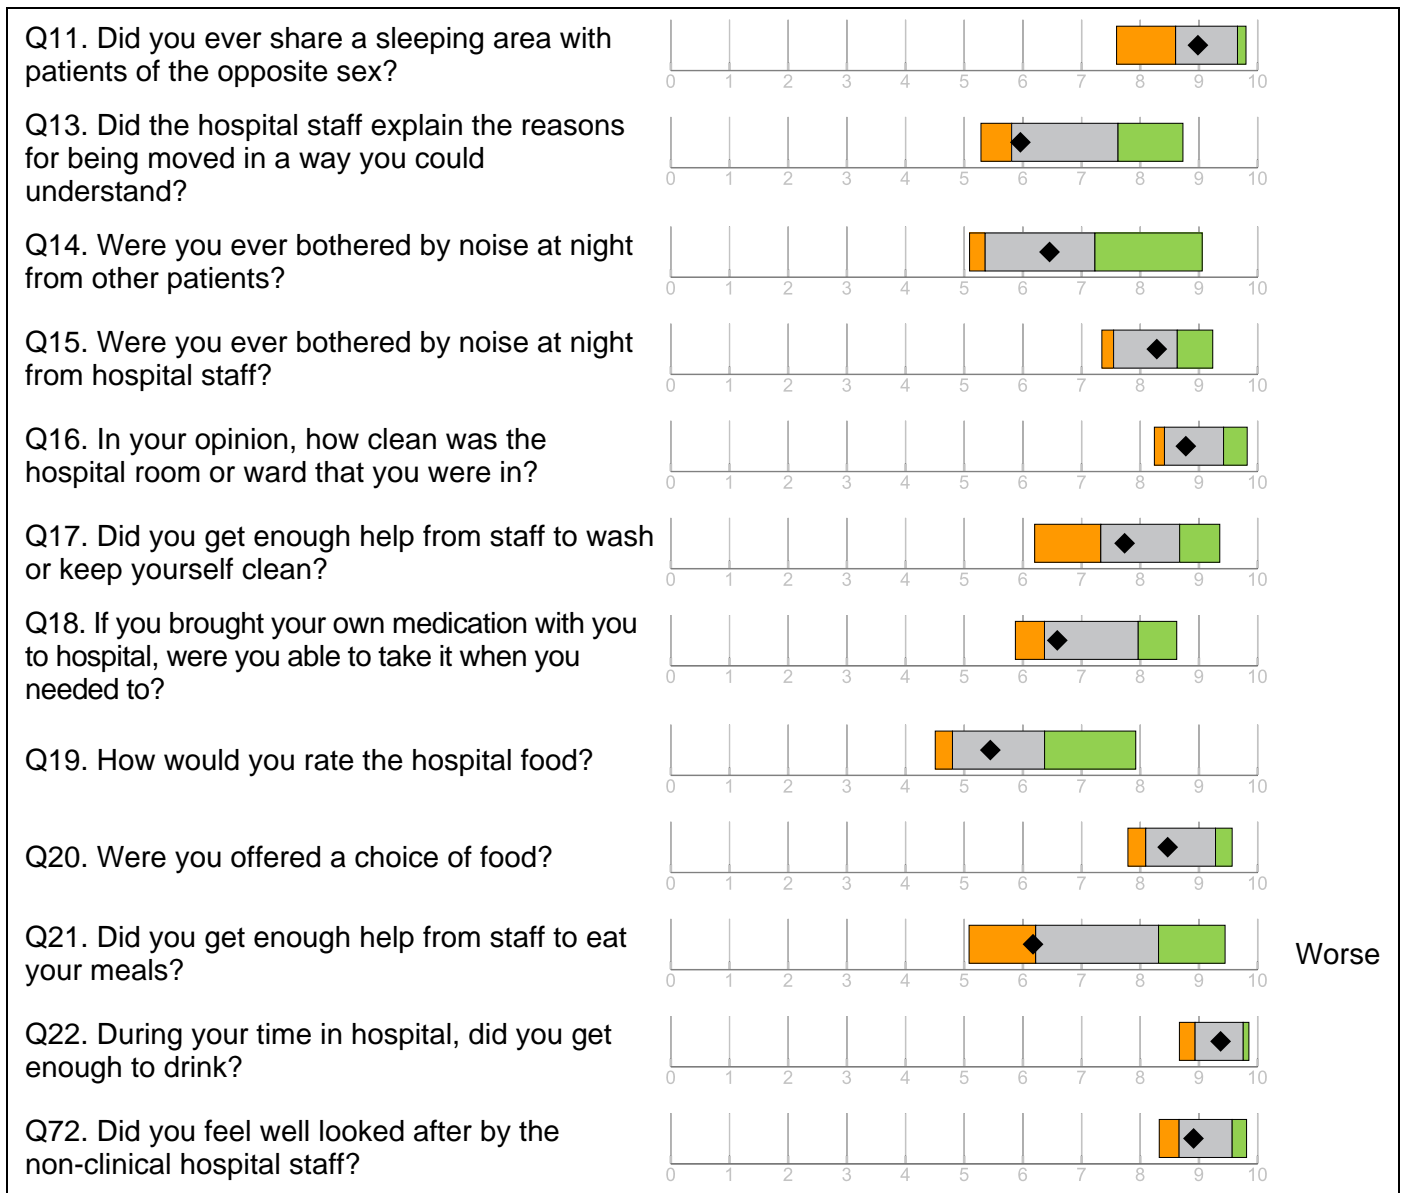 Q11. Did you ever share a sleeping area with
patients of the opposite sex?
0 1 2 3 4 5 6 7 8 9 10
Q13. Did the hospital staff explain the reasons
for being moved in a way you could
understand?
0 1 2 3 4 5 6 7 8 9 10
Q14. Were you ever bothered by noise at night
from other patients?
0 1 2 3 4 5 6 7 8 9 10
Q15. Were you ever bothered by noise at night
from hospital staff?
0 1 2 3 4 5 6 7 8 9 10
Q16. In your opinion, how clean was the
hospital room or ward that you were in?
0 1 2 3 4 5 6 7 8 9 10
Q17. Did you get enough help from staff to wash
or keep yourself clean?
0 1 2 3 4 5 6 7 8 9 10
Q18. If you brought your own medication with you
to hospital, were you able to take it when you
needed to?
0 1 2 3 4 5 6 7 8 9 10
Q19. How would you rate the hospital food?
0 1 2 3 4 5 6 7 8 9 10
Q20. Were you offered a choice of food?
0 1 2 3 4 5 6 7 8 9 10
Q21. Did you get enough help from staff to eat
your meals?
Worse
0 1 2 3 4 5 6 7 8 9 10
Q22. During your time in hospital, did you get
enough to drink?
0 1 2 3 4 5 6 7 8 9 10
Q72. Did you feel well looked after by the
non-clinical hospital staff?
0 1 2 3 4 5 6 7 8 9 10